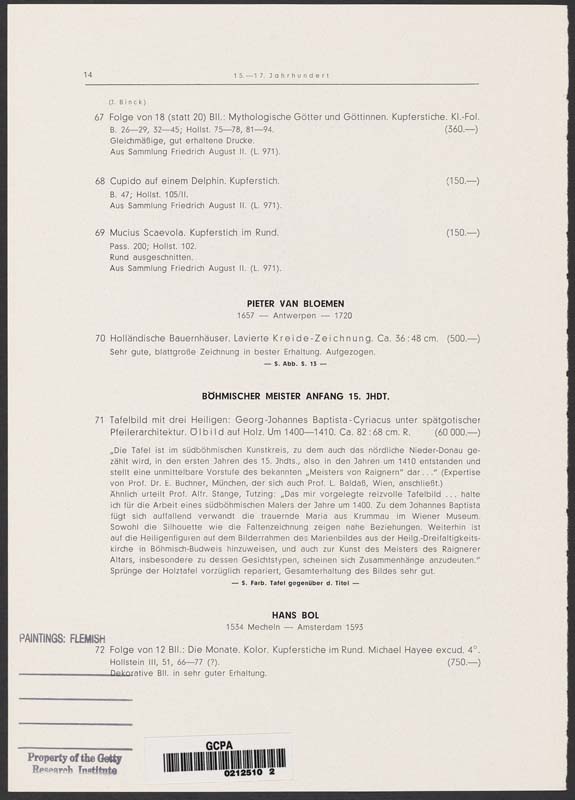 14
15.—17. Jahrhundert
(J. Binck)
67 Folge von 18 (statt 20) Bll.: Mythologische Götter und Göttinnen. Kupferstiche. Kl.-Fol.
B. 26—29, 32—45; Hollst. 75—78, 81—94. (360.—)
Gleichmäßige, gut erhaltene Drucke.
Aus Sammlung Friedrich August II. (L. 971).
68 Cupido auf einem Delphin. Kupferstich. (150.—)
B. 47; Hollst. 105/II.
Aus Sammlung Friedrich August II. (L. 971).
69 Mucius Scaevola. Kupferstich im Rund. (150.—)
Pass. 200; Hollst. 102.
Rund ausgeschnitten.
Aus Sammlung Friedrich August II. (L. 971).
PIETER VAN BLOEMEN
1657 — Antwerpen — 1720
70 Holländische Bauernhäuser. Lavierte Kreide-Zeichnung. Ca. 36:48 cm. (500.—)
Sehr gute, blattgroße Zeichnung in bester Erhaltung. Aufgezogen.
— S. Abb. S. 13 —
BÖHMISCHER MEISTER ANFANG 15. JHDT.
71 Tafelbild mit drei Heiligen: Georg-Johannes Baptista-Cyriacus unter spätgotischer
Pfeilerarchitektur. Ölbild auf Holz. Um 1400—1410. Ca. 82:68 cm. R. (60 000.—)
„Die Tafel ist im südböhmischen Kunstkreis, zu dem auch das nördliche Nieder-Donau ge-
zählt wird, in den ersten Jahren des 15. Jhdts., also in den Jahren um 1410 entstanden und
stellt eine unmittelbare Vorstufe des bekannten „Meisters von Raignern“ dar . . .“ (Expertise
von Prof. Dr. E. Buchner, München, der sich auch Prof. L. Baldaß, Wien, anschließt.)
Ähnlich urteilt Prof. Alfr. Stange, Tutzing: „Das mir vorgelegte reizvolle Tafelbild . . . halte
ich für die Arbeit eines südböhmischen Malers der Jahre um 1400. Zu dem Johannes Baptista
fügt sich auffallend verwandt die trauernde Maria aus Krummau im Wiener Museum.
Sowohl die Silhouette wie die Faltenzeichnung zeigen nahe Beziehungen. Weiterhin ist
auf die Heiligenfiguren auf dem Bilderrahmen des Marienbildes aus der Heilg.-Dreifaltigkeits-
kirche in Böhmisch-Budweis hinzuweisen, und auch zur Kunst des Meisters des Raignerer
Altars, insbesondere zu dessen Gesichtstypen, scheinen sich Zusammenhänge anzudeuten.“
Sprünge der Holztafel vorzüglich repariert, Gesamterhaltung des Bildes sehr gut.
— S. Farb. Tafel gegenüber d. Titel —
HANS BOL
1534 Mecheln — Amsterdam 1593
PAINTINGS: FLEMISH
72 Folge von 12 Bll.: Die Monate. Kolor. Kupferstiche im Rund. Michael Hayee excud. 4°.
Hollstein III, 51, 66—77 (?). (750.—)
Dekorative Bll. in sehr guter Erhaltung.
Property of the Getty
Research Institute
GCPA
0212510 2